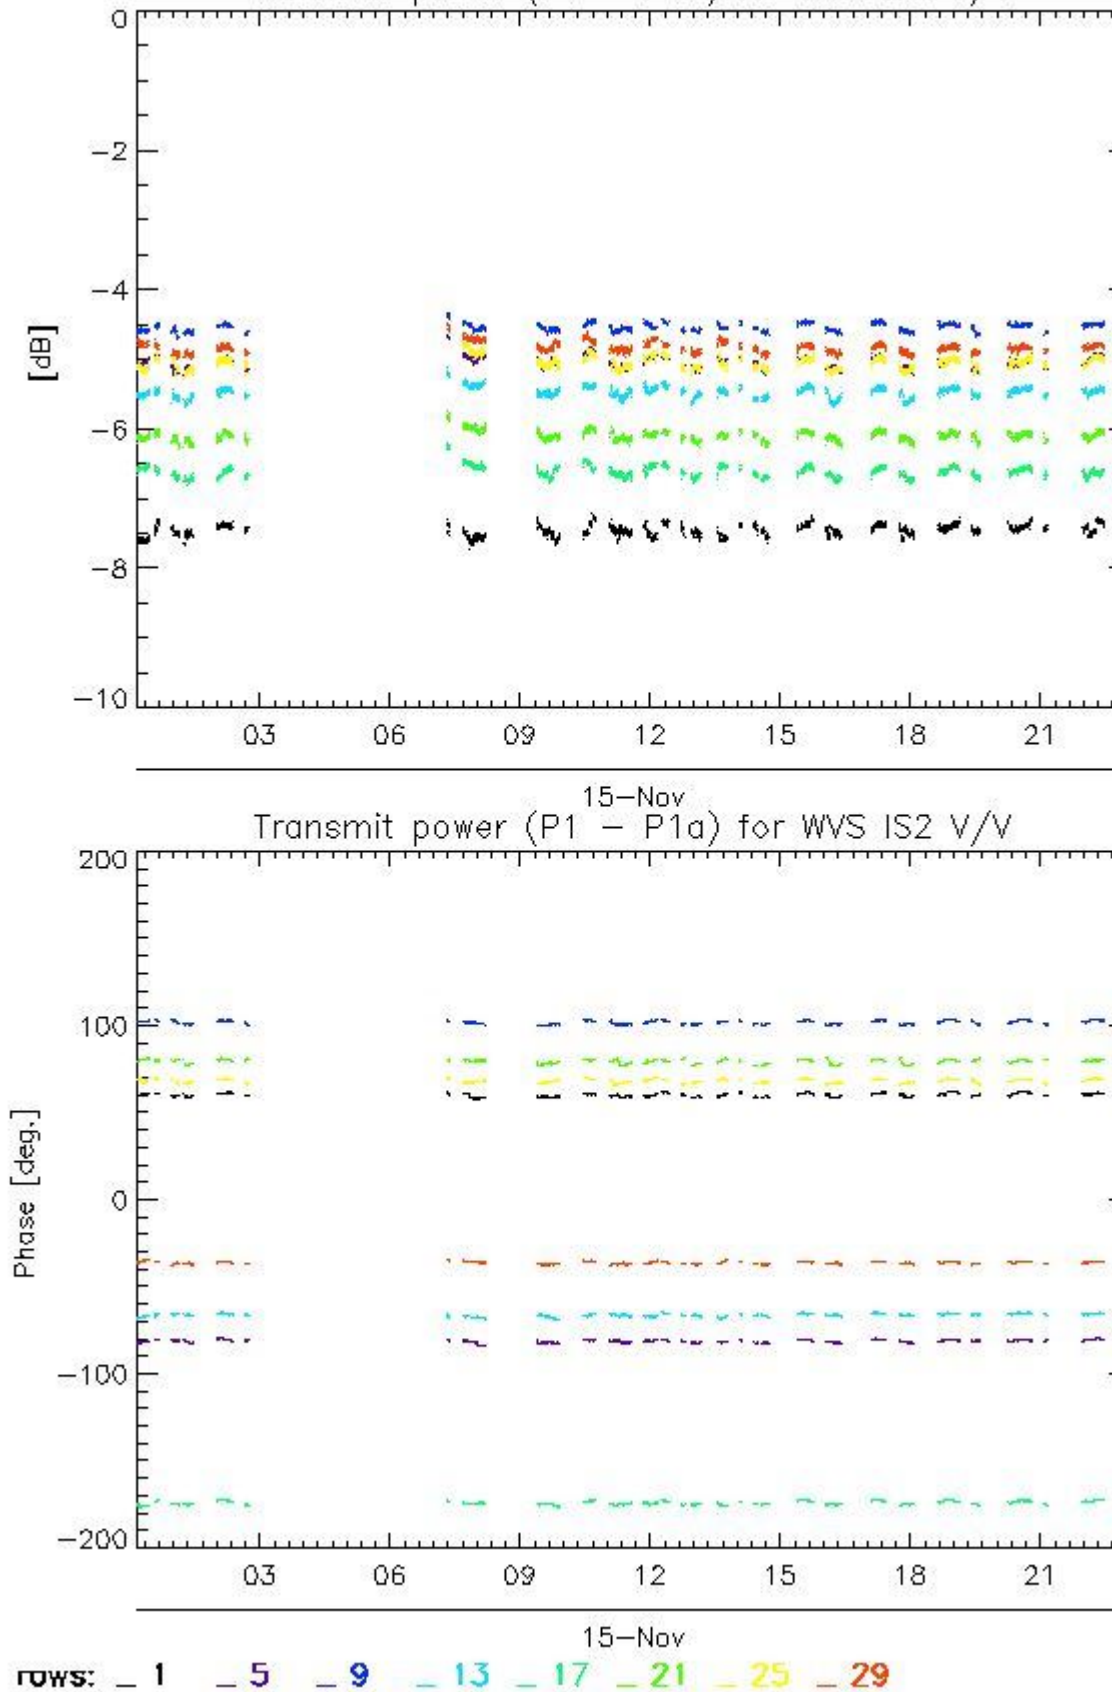 0
−2
−4
[dB]
−6
−8
−10
03 06 09 12 15 18 21
15−Nov
Transmit power (P1 − P1a) for WVS IS2 V/V
200
100
Phase [deg.]
0
−100
−200
03 06 09 12 15 18 21
15−Nov
rows: _ 1 _ 5 _ 9 _ 13 _ 17 _ 21 _ 25 _ 29